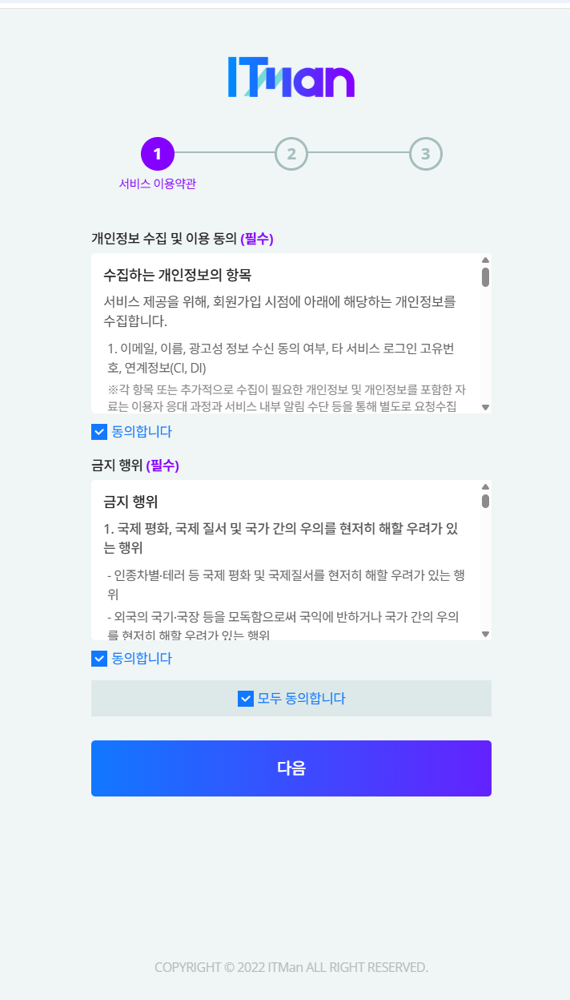 ITMan
1
2
3
서비스 이용약관
개인정보 수집 및 이용 동의 (필수)
수집하는 개인정보의 항목
서비스 제공을 위해, 회원가입 시점에 아래에 해당하는 개인정보를
수집합니다.
1. 이메일, 이름, 광고성 정보 수신 동의 여부, 타 서비스 로그인 고유번
호, 연계정보(CI, DI)
※각 항목 또는 추가적으로 수집이 필요한 개인정보 및 개인정보를 포함한 자
료는 이용자 응대 과정과 서비스 내부 알림 수단 등을 통해 별도로 요청수집
동의합니다
금지 행위 (필수)
금지 행위
1. 국제 평화, 국제 질서 및 국가 간의 우의를 현저히 해할 우려가 있
는 행위
- 인종차별·테러 등 국제 평화 및 국제질서를 현저히 해할 우려가 있는 행
위
- 외국의 국기·국장 등을 모독함으로써 국익에 반하거나 국가 간의 우의
를 현저히 해할 우려가 있는 행위
동의합니다
모두 동의합니다
다음
COPYRIGHT © 2022 ITMan ALL RIGHT RESERVED.